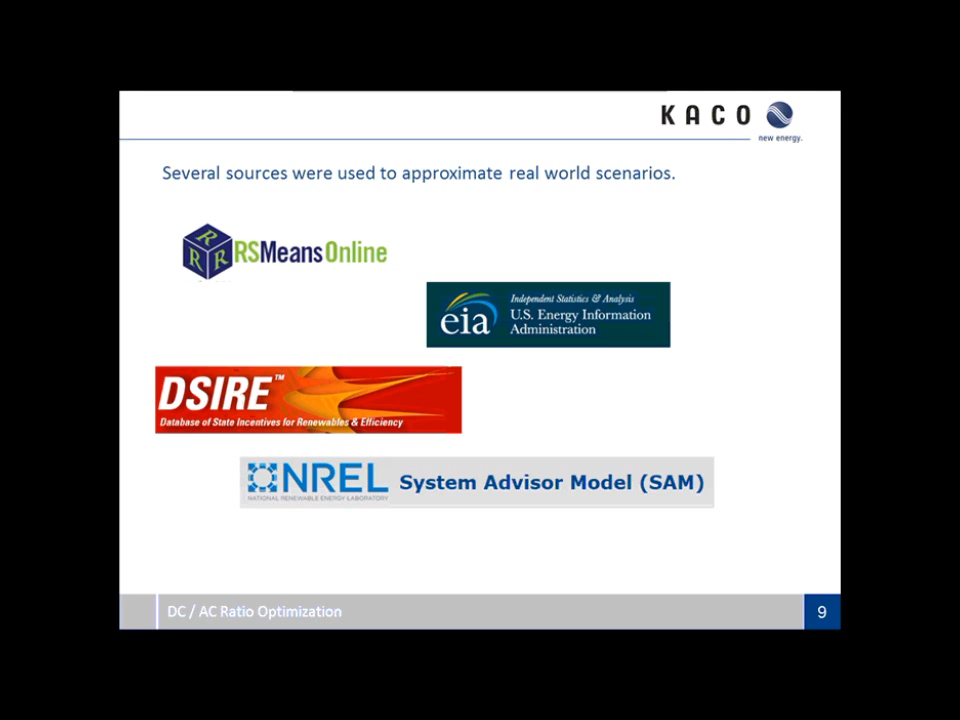 KACO
new energy.
Several sources were used to approximate real world scenarios.
R R R RSMeansOnline
eia Independent Statistics & Analysis
U.S. Energy Information
Administration
DSIRE™
Database of State Incentives for Renewables & Efficiency
NREL System Advisor Model (SAM)
NATIONAL RENEWABLE ENERGY LABORATORY
DC / AC Ratio Optimization 9